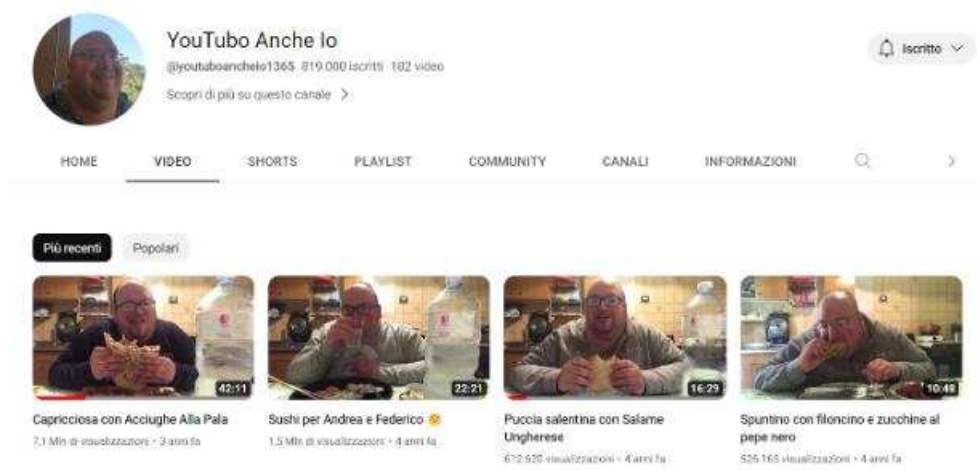 YouTubo Anche Io
@youtuboancheio1365 819.000 iscritti 182 video
Iscritto
Scopri di più su questo canale
HOME VIDEO SHORTS PLAYLIST COMMUNITY CANALI INFORMAZIONI
Più recenti Popolari
42:11 22:21 16:29 10:48
Capricciosa con Acciughe Alla Pala
7,1 Mln di visualizzazioni • 3 anni fa
Sushi per Andrea e Federico
1,5 Mln di visualizzazioni • 4 anni fa
Puccia salentina con Salame
Ungherese
612.620 visualizzazioni • 4 anni fa
Spuntino con filoncino e zucchine al
pepe nero
526.165 visualizzazioni • 4 anni fa